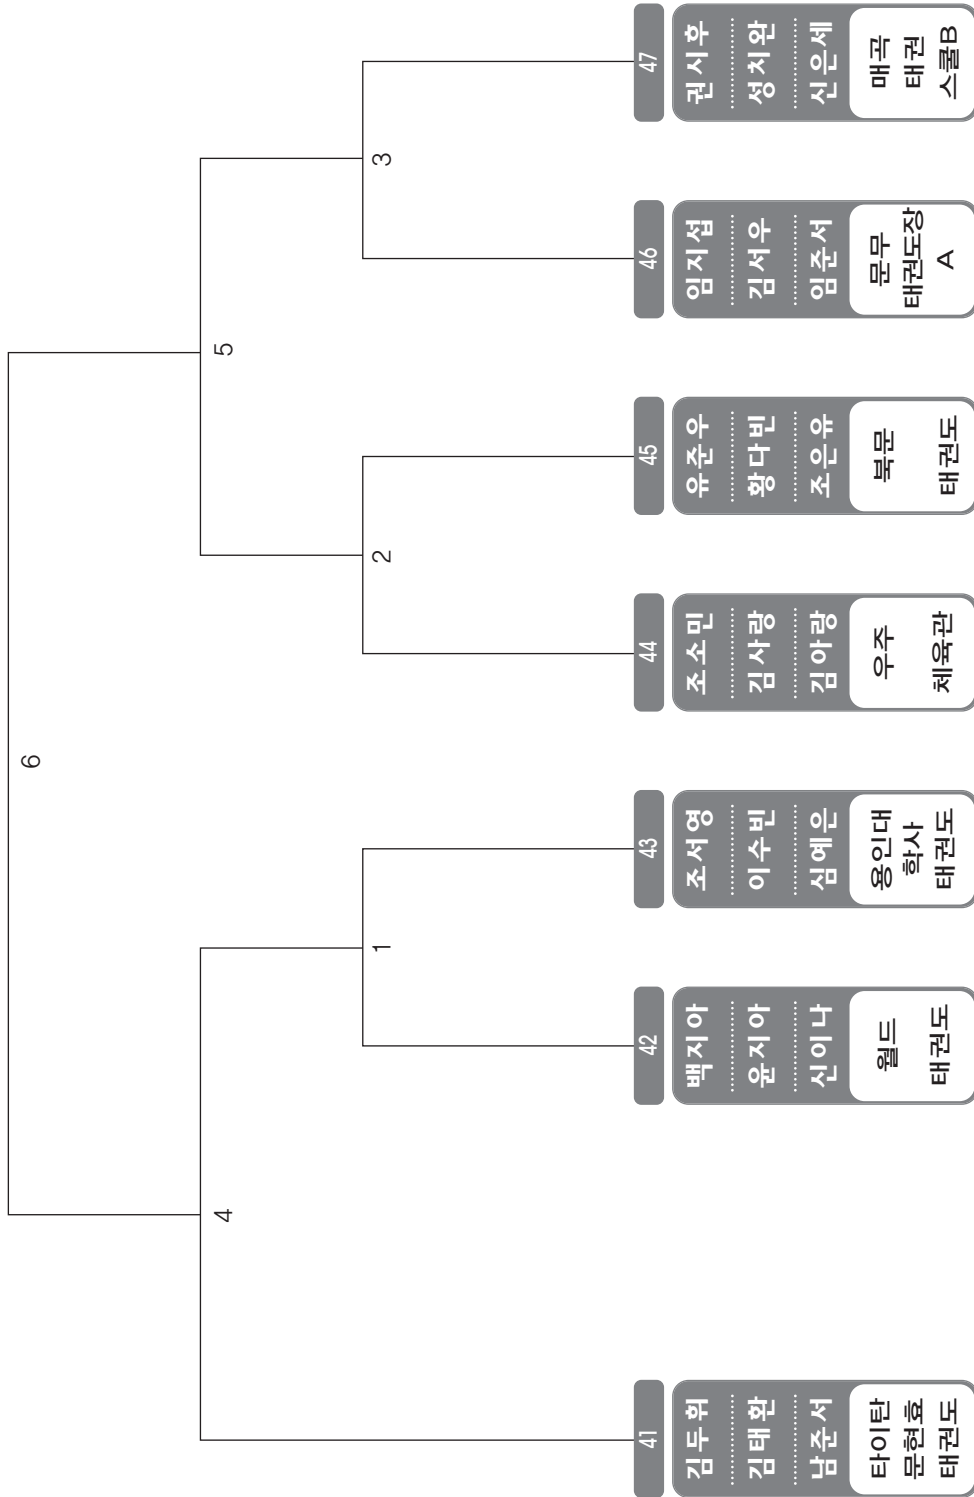 6
4
5
1
2
3
41
김두휘
김태환
남준서
타이탄
문현효
태권도
42
백지아
윤지아
신이나
월드
태권도
43
조서영
이수빈
심예은
용인대
학사
태권도
44
조소민
김사랑
김아랑
우주
체육관
45
유준우
황다빈
조은유
북문
태권도
46
임지섭
김서우
임준서
문무
태권도장
A
47
권시후
성치완
신은세
매곡
태권
스쿨B